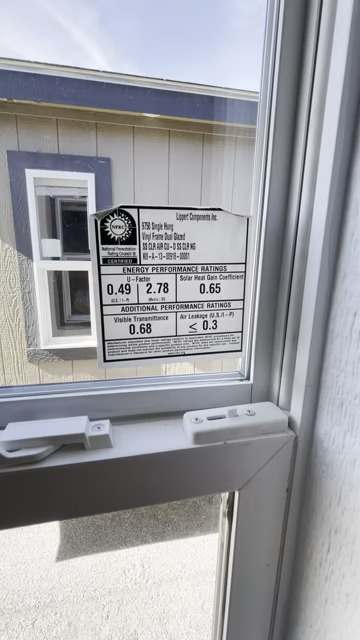 NFRC
National Fenestration
Rating Council®
CERTIFIED
Lippert Components Inc.
5750 Single Hung
Vinyl Frame Dual Glazed
SS CLR AIR CU-D SS CLR NG
ENERGY PERFORMANCE RATINGS
U-Factor
Solar Heat Gain Coefficient
0.49 2.78 0.65
(U.S./I-P)
ADDITIONAL PERFORMANCE RATINGS
Visible Transmittance
Air Leakage (U.S./I-P)
0.68 ≤ 0.3